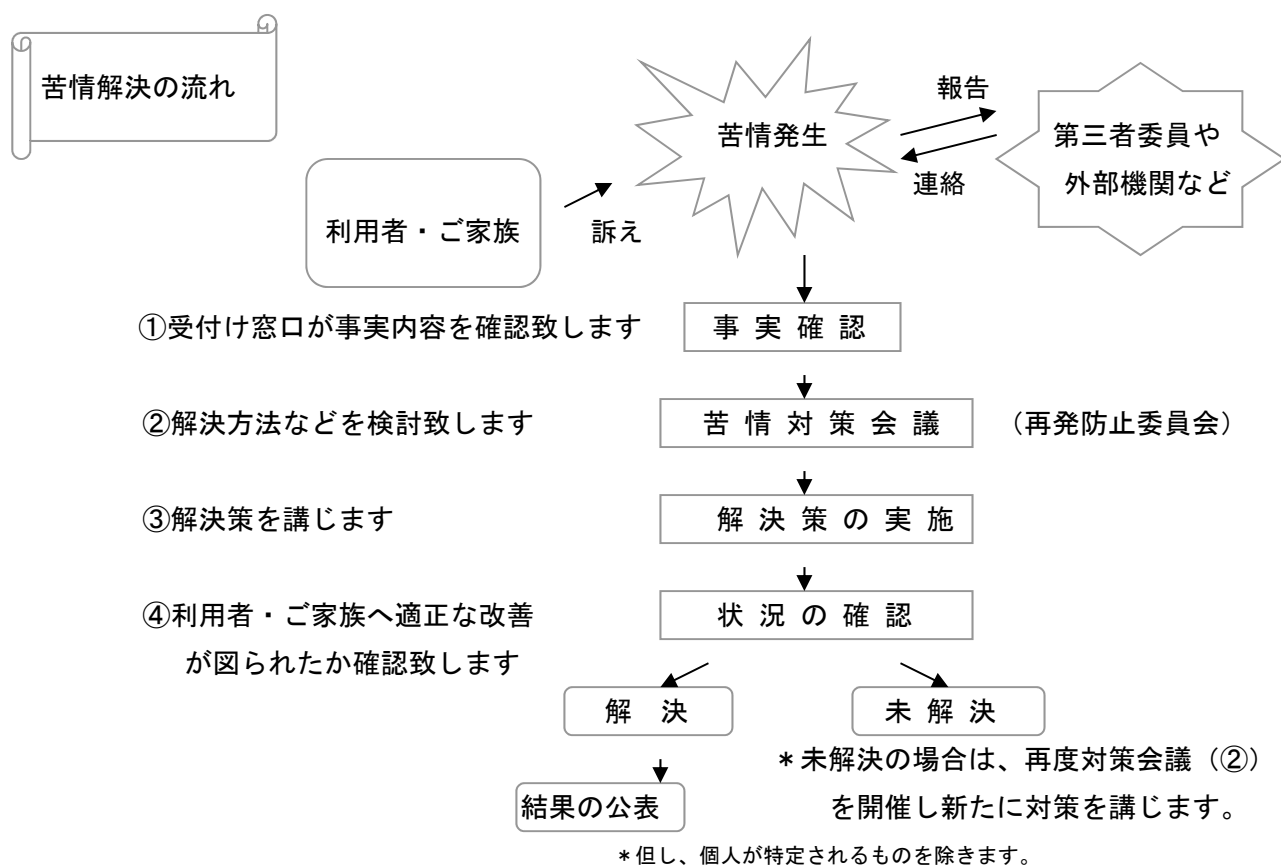 苦情解決の流れ
苦情発生
報告
連絡
第三者委員や
外部機関など
利用者・ご家族
訴え
①受付け窓口が事実内容を確認致します
事実確認
②解決方法などを検討致します
苦情対策会議
（再発防止委員会）
③解決策を講じます
解決策の実施
④利用者・ご家族へ適正な改善
が図られたか確認致します
状況の確認
解 決
未解決
＊未解決の場合は、再度対策会議（②）
を開催し新たに対策を講じます。
結果の公表
＊但し、個人が特定されるものを除きます。